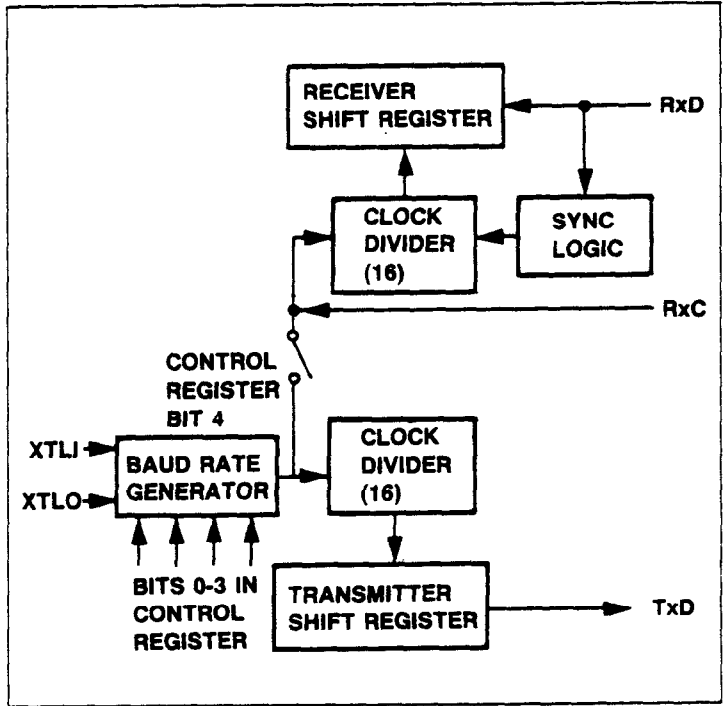 RECEIVER
SHIFT REGISTER
RxD
CLOCK
DIVIDER
(16)
SYNC
LOGIC
RxC
CONTROL
REGISTER
BIT 4
XTLI
XTLO
BAUD RATE
GENERATOR
CLOCK
DIVIDER
(16)
BITS 0-3 IN
CONTROL
REGISTER
TRANSMITTER
SHIFT REGISTER
TxD